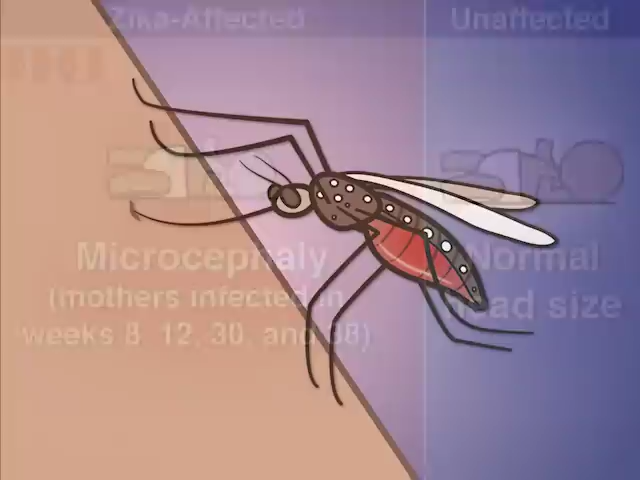 Zika-Affected
Unaffected
Microcephaly
Normal
(mothers infected in
head size
weeks 8, 12, 30, and 38)